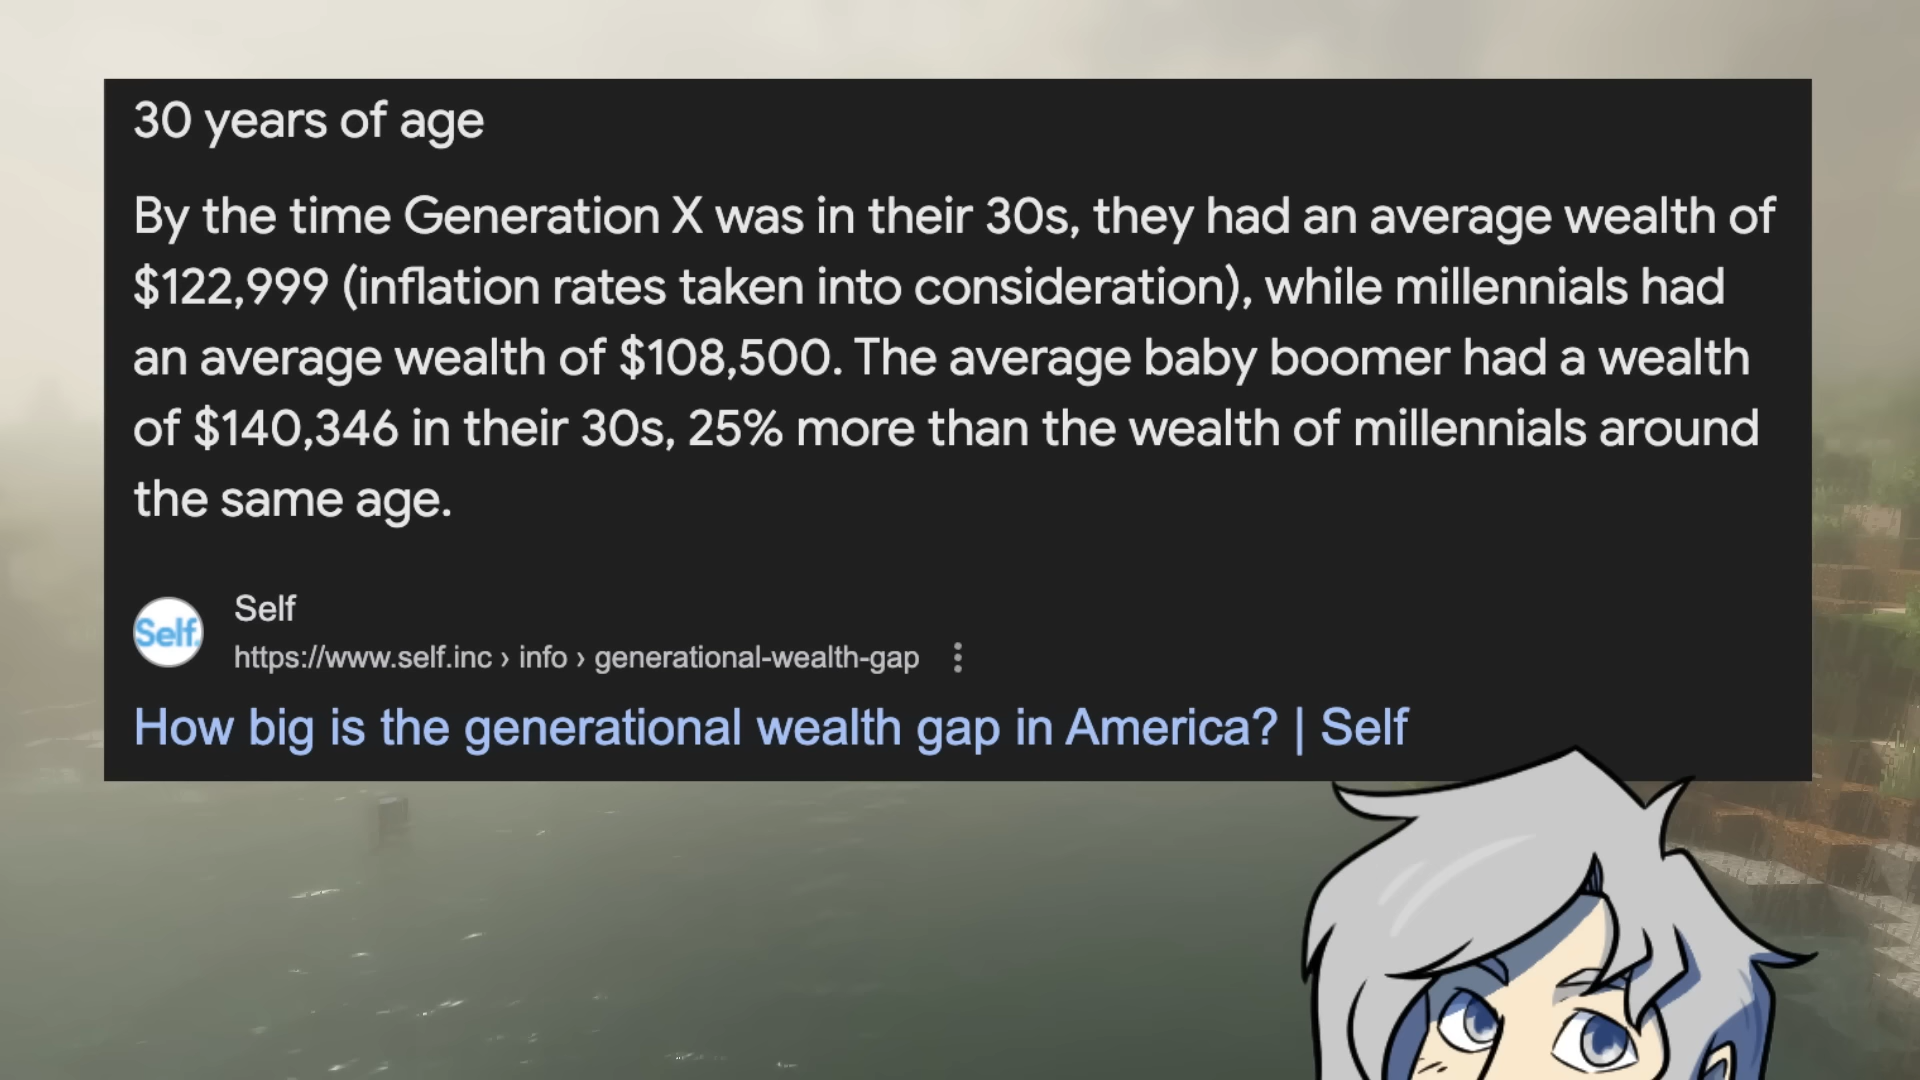 30 years of age
By the time Generation X was in their 30s, they had an average wealth of
$122,999 (inflation rates taken into consideration), while millennials had
an average wealth of $108,500. The average baby boomer had a wealth
of $140,346 in their 30s, 25% more than the wealth of millennials around
the same age.
Self.
Self
https://www.self.inc › info › generational-wealth-gap
How big is the generational wealth gap in America? | Self